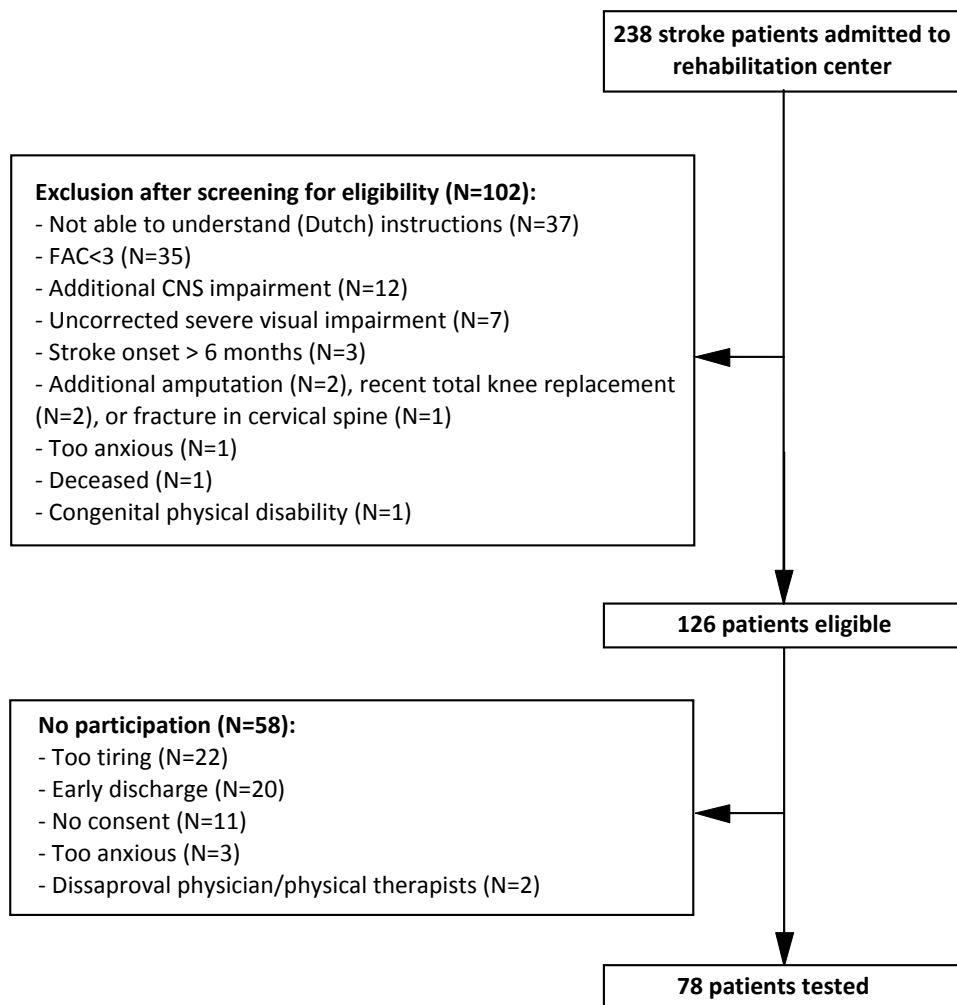 238 stroke patients admitted to
rehabilitation center
Exclusion after screening for eligibility (N=102):
- Not able to understand (Dutch) instructions (N=37)
- FAC<3 (N=35)
- Additional CNS impairment (N=12)
- Uncorrected severe visual impairment (N=7)
- Stroke onset > 6 months (N=3)
- Additional amputation (N=2), recent total knee replacement
(N=2), or fracture in cervical spine (N=1)
- Too anxious (N=1)
- Deceased (N=1)
- Congenital physical disability (N=1)
126 patients eligible
No participation (N=58):
- Too tiring (N=22)
- Early discharge (N=20)
- No consent (N=11)
- Too anxious (N=3)
- Dissaproval physician/physical therapists (N=2)
78 patients tested